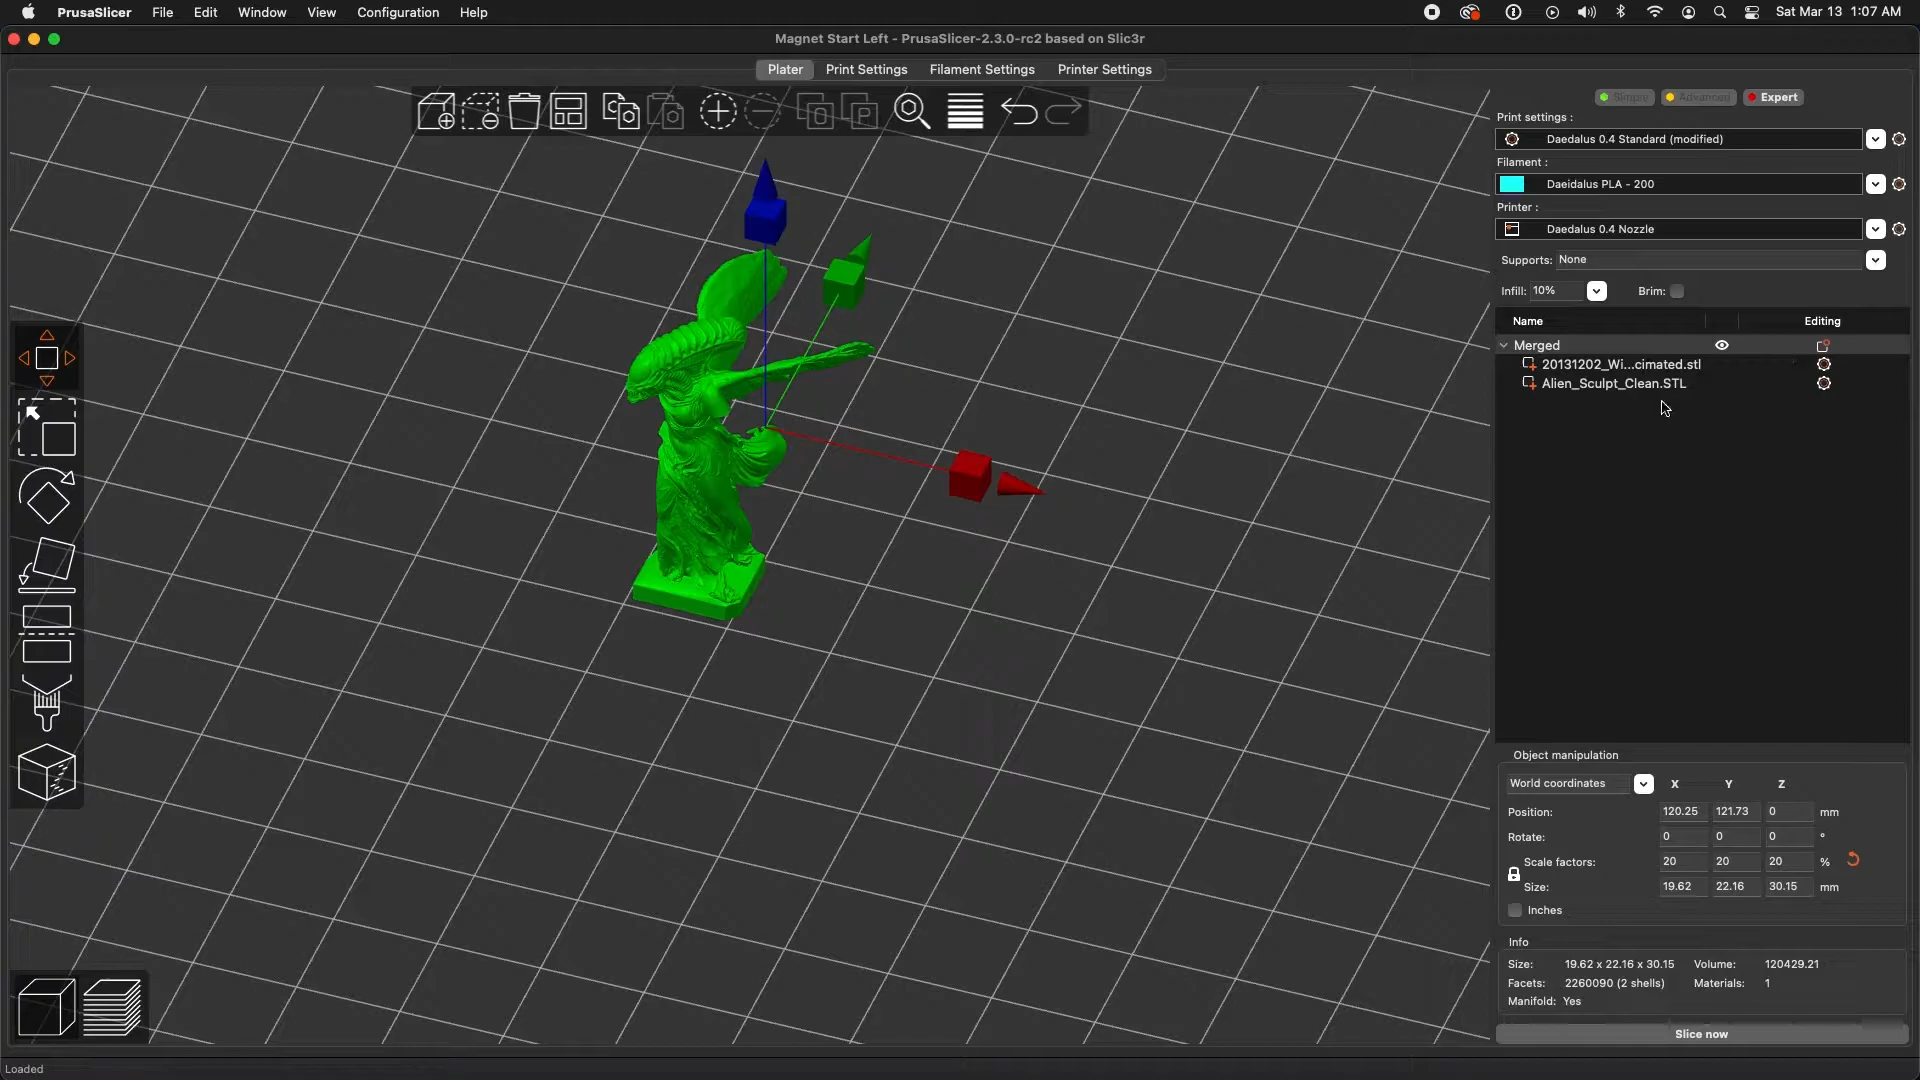 PrusaSlicer File Edit Window View Configuration Help Sat Mar 13 1:07 AM
Magnet Start Left - PrusaSlicer-2.3.0-rc2 based on Slic3r
Plater Print Settings Filament Settings Printer Settings
Simple Advanced Expert
Print settings :
Daedalus 0.4 Standard (modified)
Filament :
Daeidalus PLA - 200
Printer :
Daedalus 0.4 Nozzle
Supports: None
Infill: 10% Brim:
Name Editing
Merged
20131202_Wi...cimated.stl
Alien_Sculpt_Clean.STL
Object manipulation
World coordinates X Y Z
Position: 120.25 121.73 0 mm
Rotate: 0 0 0 °
Scale factors: 20 20 20 %
Size: 19.62 22.16 30.15 mm
Inches
Info
Size: 19.62 x 22.16 x 30.15 Volume: 120429.21
Facets: 2260090 (2 shells) Materials: 1
Manifold: Yes
Slice now
Loaded